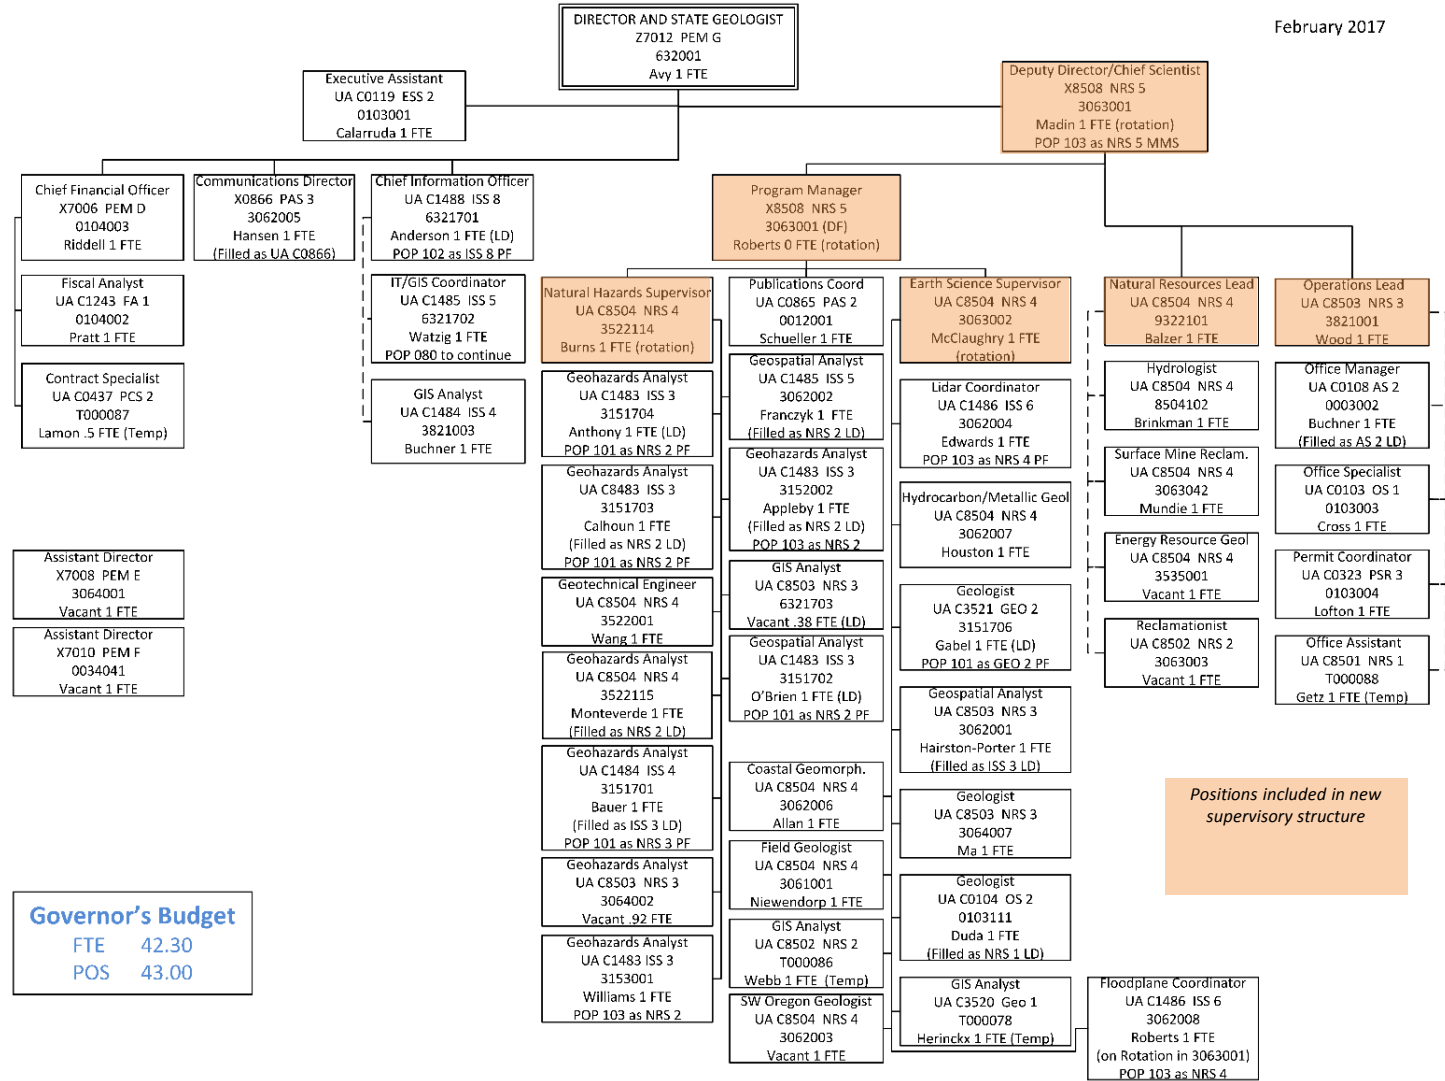 DIRECTOR AND STATE GEOLOGIST
Z7012 PEM G
632001
Avy 1 FTE
February 2017
Executive Assistant
UA C0119 ESS 2
0103001
Calarruda 1 FTE
Deputy Director/Chief Scientist
X8508 NRS 5
3063001
Madin 1 FTE (rotation)
POP 103 as NRS 5 MMS
Chief Financial Officer
X7006 PEM D
0104003
Riddell 1 FTE
Communications Director
X0866 PAS 3
3062005
Hansen 1 FTE
(Filled as UA C0866)
Chief Information Officer
UA C1488 ISS 8
6321701
Anderson 1 FTE (LD)
POP 102 as ISS 8 PF
Program Manager
X8508 NRS 5
3063001 (DF)
Roberts 0 FTE (rotation)
Fiscal Analyst
UA C1243 FA 1
0104002
Pratt 1 FTE
Contract Specialist
UA C0437 PCS 2
T000087
Lamon .5 FTE (Temp)
IT/GIS Coordinator
UA C1485 ISS 5
6321702
Watzig 1 FTE
POP 080 to continue
GIS Analyst
UA C1484 ISS 4
3821003
Buchner 1 FTE
Assistant Director
X7008 PEM E
3064001
Vacant 1 FTE
Assistant Director
X7010 PEM F
0034041
Vacant 1 FTE
Governor's Budget
FTE 42.30
POS 43.00
Natural Hazards Supervisor
UA C8504 NRS 4
3522114
Burns 1 FTE (rotation)
Geohazards Analyst
UA C1483 ISS 3
3151704
Anthony 1 FTE (LD)
POP 101 as NRS 2 PF
Geohazards Analyst
UA C8483 ISS 3
3151703
Calhoun 1 FTE
(Filled as NRS 2 LD)
POP 101 as NRS 2 PF
Geotechnical Engineer
UA C8504 NRS 4
3522001
Wang 1 FTE
Geohazards Analyst
UA C8504 NRS 4
3522115
Monteverde 1 FTE
(Filled as NRS 2 LD)
Geohazards Analyst
UA C1484 ISS 4
3151701
Bauer 1 FTE
(Filled as ISS 3 LD)
POP 101 as NRS 3 PF
Geohazards Analyst
UA C8503 NRS 3
3064002
Vacant .92 FTE
Geohazards Analyst
UA C1483 ISS 3
3153001
Williams 1 FTE
POP 103 as NRS 2
Publications Coord
UA C0865 PAS 2
0012001
Schueller 1 FTE
Geospatial Analyst
UA C1485 ISS 5
3062002
Franczyk 1 FTE
(Filled as NRS 2 LD)
Geohazards Analyst
UA C1483 ISS 3
3152002
Appleby 1 FTE
(Filled as NRS 2 LD)
POP 103 as NRS 2
GIS Analyst
UA C8503 NRS 3
6321703
Vacant .38 FTE (LD)
Geospatial Analyst
UA C1483 ISS 3
3151702
O'Brien 1 FTE (LD)
POP 101 as NRS 2 PF
Coastal Geomorph.
UA C8504 NRS 4
3062006
Allan 1 FTE
Field Geologist
UA C8504 NRS 4
3061001
Niewendorp 1 FTE
GIS Analyst
UA C8502 NRS 2
T000086
Webb 1 FTE (Temp)
SW Oregon Geologist
UA C8504 NRS 4
3062003
Vacant 1 FTE
Earth Science Supervisor
UA C8504 NRS 4
3063002
McClaughry 1 FTE
(rotation)
Lidar Coordinator
UA C1486 ISS 6
3062004
Edwards 1 FTE
POP 103 as NRS 4 PF
Hydrocarbon/Metallic Geol
UA C8504 NRS 4
3062007
Houston 1 FTE
Geologist
UA C3521 GEO 2
3151706
Gabel 1 FTE (LD)
POP 101 as GEO 2 PF
Geospatial Analyst
UA C8503 NRS 3
3062001
Hairston-Porter 1 FTE
(Filled as ISS 3 LD)
Geologist
UA C8503 NRS 3
3064007
Ma 1 FTE
Geologist
UA C0104 OS 2
0103111
Duda 1 FTE
(Filled as NRS 1 LD)
GIS Analyst
UA C3520 Geo 1
T000078
Herinckx 1 FTE (Temp)
Natural Resources Lead
UA C8504 NRS 4
9322101
Balzer 1 FTE
Hydrologist
UA C8504 NRS 4
8504102
Brinkman 1 FTE
Surface Mine Reclam.
UA C8504 NRS 4
3063042
Mundie 1 FTE
Energy Resource Geol
UA C8504 NRS 4
3535001
Vacant 1 FTE
Reclamationist
UA C8502 NRS 2
3063003
Vacant 1 FTE
Operations Lead
UA C8503 NRS 3
3821001
Wood 1 FTE
Office Manager
UA C0108 AS 2
0003002
Buchner 1 FTE
(Filled as AS 2 LD)
Office Specialist
UA C0103 OS 1
0103003
Cross 1 FTE
Permit Coordinator
UA C0323 PSR 3
0103004
Lofton 1 FTE
Office Assistant
UA C8501 NRS 1
T000088
Getz 1 FTE (Temp)
Positions included in new
supervisory structure
Floodplane Coordinator
UA C1486 ISS 6
3062008
Roberts 1 FTE
(on Rotation in 3063001)
POP 103 as NRS 4